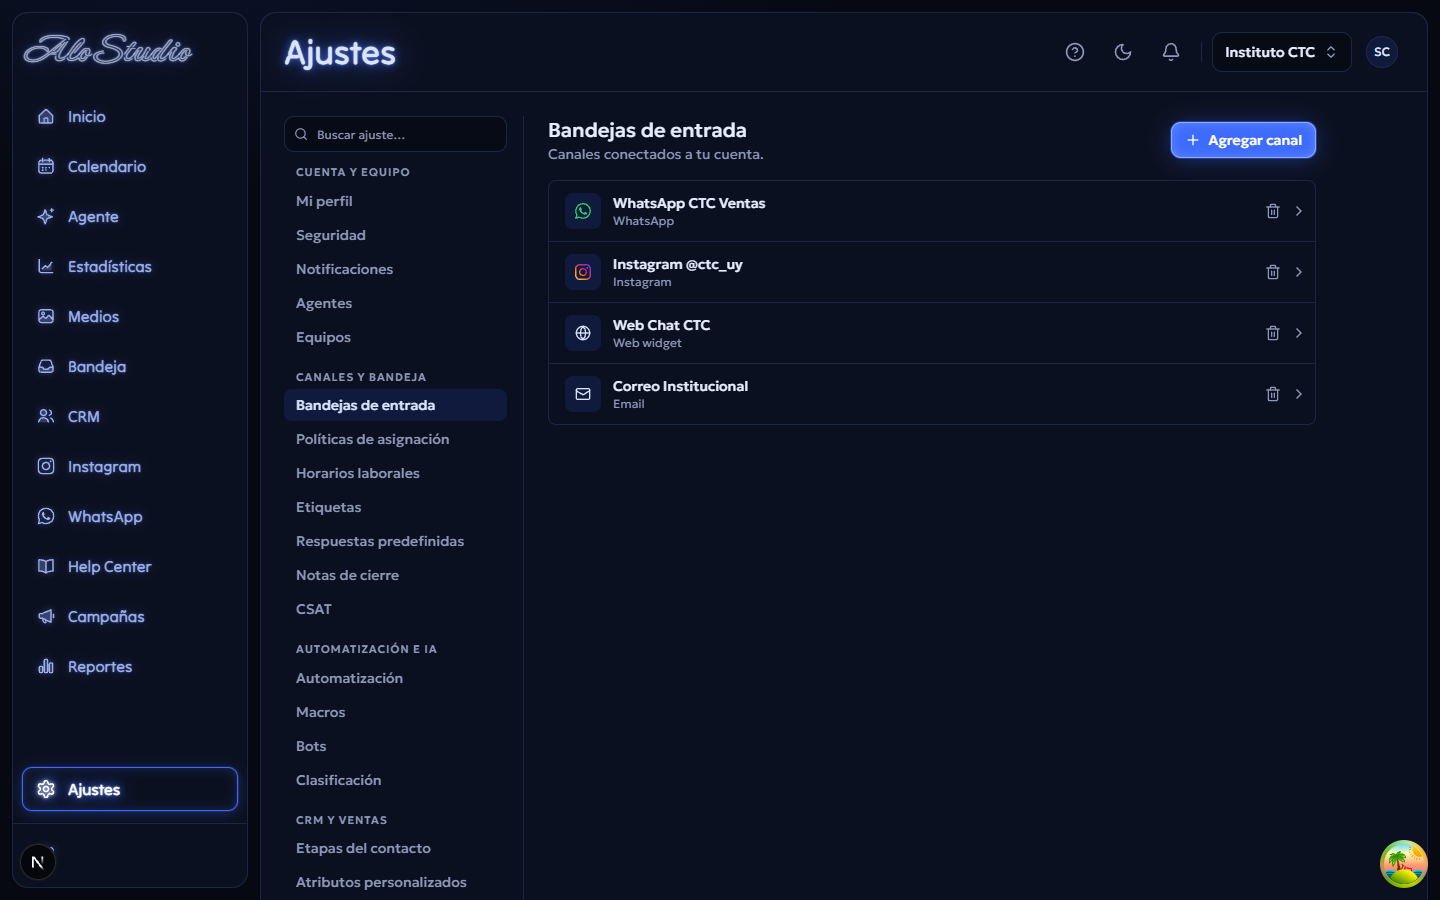 AloStudio
Inicio
Calendario
Agente
Estadísticas
Medios
Bandeja
CRM
Instagram
WhatsApp
Help Center
Campañas
Reportes
Ajustes
N
Ajustes
Instituto CTC
SC
Buscar ajuste...
CUENTA Y EQUIPO
Mi perfil
Seguridad
Notificaciones
Agentes
Equipos
CANALES Y BANDEJA
Bandejas de entrada
Políticas de asignación
Horarios laborales
Etiquetas
Respuestas predefinidas
Notas de cierre
CSAT
AUTOMATIZACIÓN E IA
Automatización
Macros
Bots
Clasificación
CRM Y VENTAS
Etapas del contacto
Atributos personalizados
Bandejas de entrada
Canales conectados a tu cuenta.
+ Agregar canal
WhatsApp CTC Ventas
WhatsApp
Instagram @ctc_uy
Instagram
Web Chat CTC
Web widget
Correo Institucional
Email